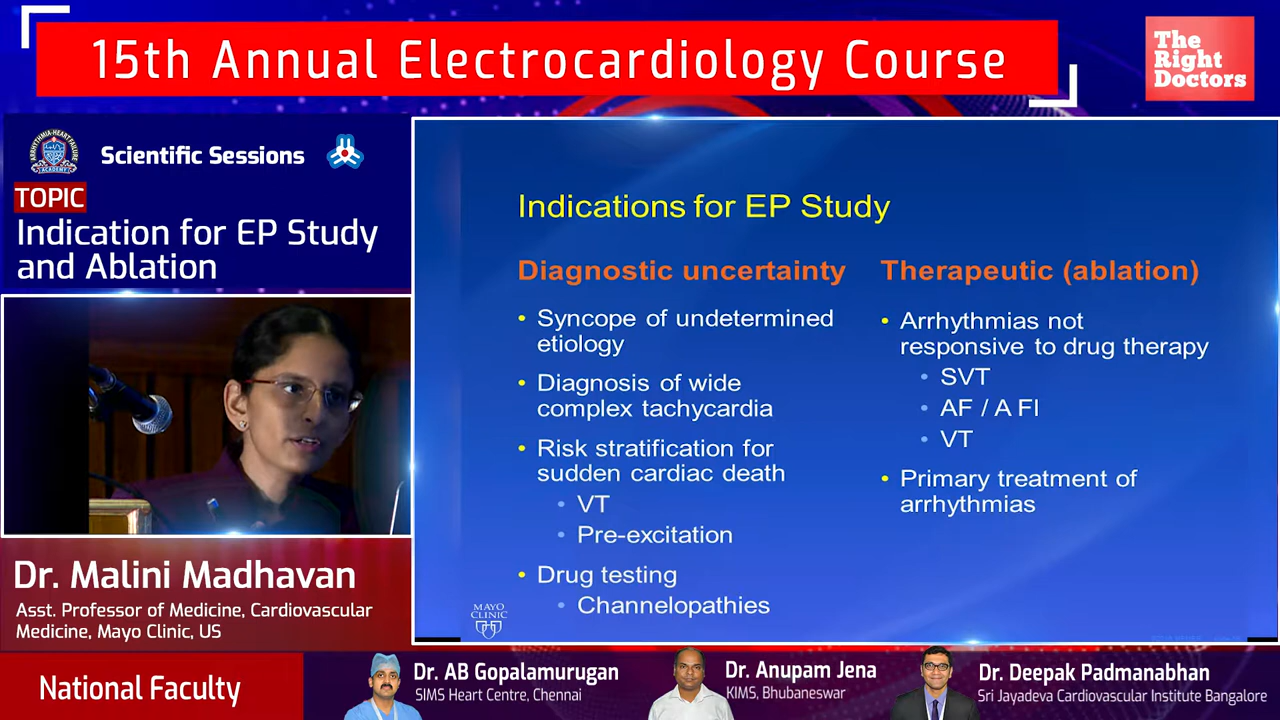 15th Annual Electrocardiology Course
The
Right
Doctors
ARRHYTHMIA-HEART FAILURE
ACADEMY
Scientific Sessions
TOPIC
Indication for EP Study
and Ablation
Indications for EP Study
Diagnostic uncertainty
• Syncope of undetermined
etiology
• Diagnosis of wide
complex tachycardia
• Risk stratification for
sudden cardiac death
• VT
• Pre-excitation
• Drug testing
• Channelopathies
Therapeutic (ablation)
• Arrhythmias not
responsive to drug therapy
• SVT
• AF / A Fl
• VT
• Primary treatment of
arrhythmias
MAYO
CLINIC
Dr. Malini Madhavan
Asst. Professor of Medicine, Cardiovascular
Medicine, Mayo Clinic, US
National Faculty
Dr. AB Gopalamurugan
SIMS Heart Centre, Chennai
Dr. Anupam Jena
KIMS, Bhubaneswar
Dr. Deepak Padmanabhan
Sri Jayadeva Cardiovascular Institute Bangalore